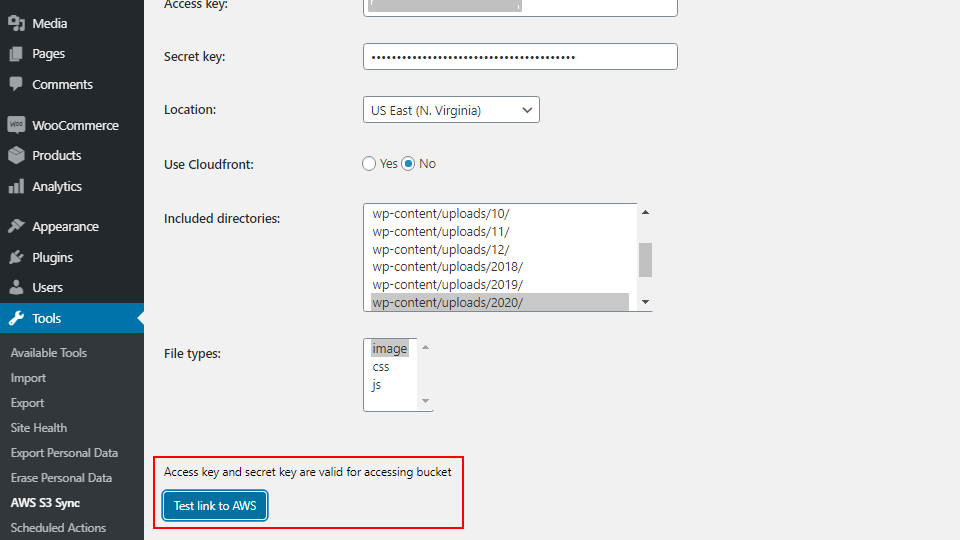 Media
Pages
Comments
WooCommerce
Products
Analytics
Appearance
Plugins
Users
Tools
Available Tools
Import
Export
Site Health
Export Personal Data
Erase Personal Data
AWS S3 Sync
Scheduled Actions
Access key:
Secret key:
••••••••••••••••••••••••••••••••••••••••
Location:
US East (N. Virginia)
Use Cloudfront:
Yes No
Included directories:
wp-content/uploads/10/
wp-content/uploads/11/
wp-content/uploads/12/
wp-content/uploads/2018/
wp-content/uploads/2019/
wp-content/uploads/2020/
File types:
image
css
js
Access key and secret key are valid for accessing bucket
Test link to AWS